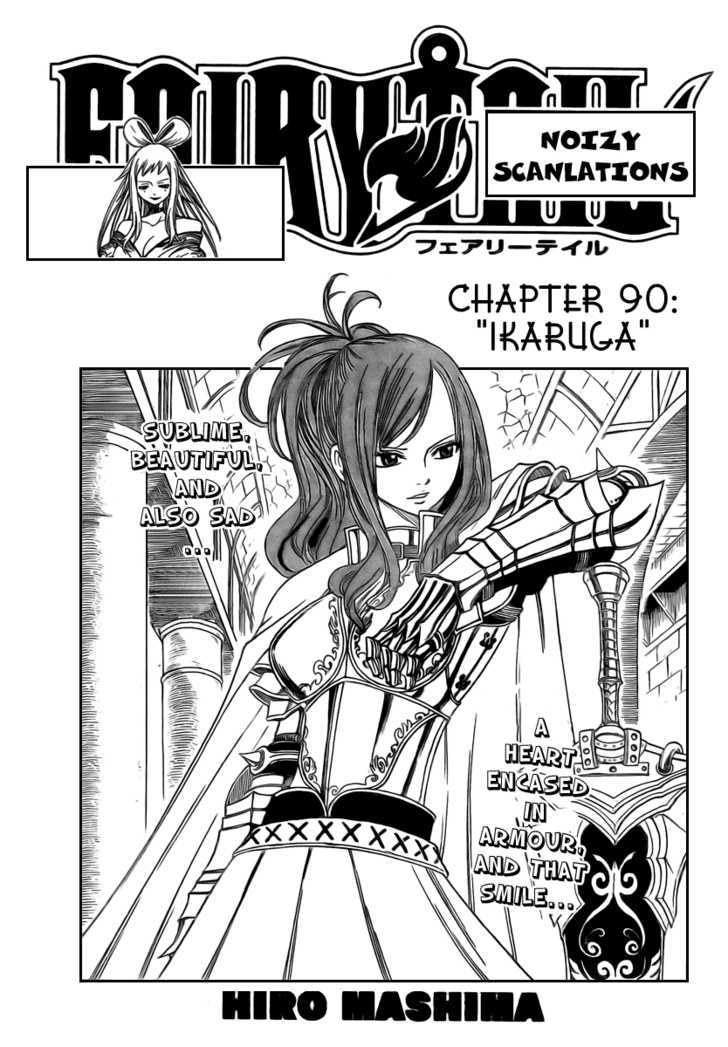 FAIRY TAIL
NOIZY
SCANLATIONS
フェアリーテイル
CHAPTER 90:
"IKARUGA"
SUBLIME,
BEAUTIFUL,
AND
ALSO SAD
...
A
HEART
ENCASED
IN
ARMOUR,
AND THAT
SMILE...
HIRO MASHIMA